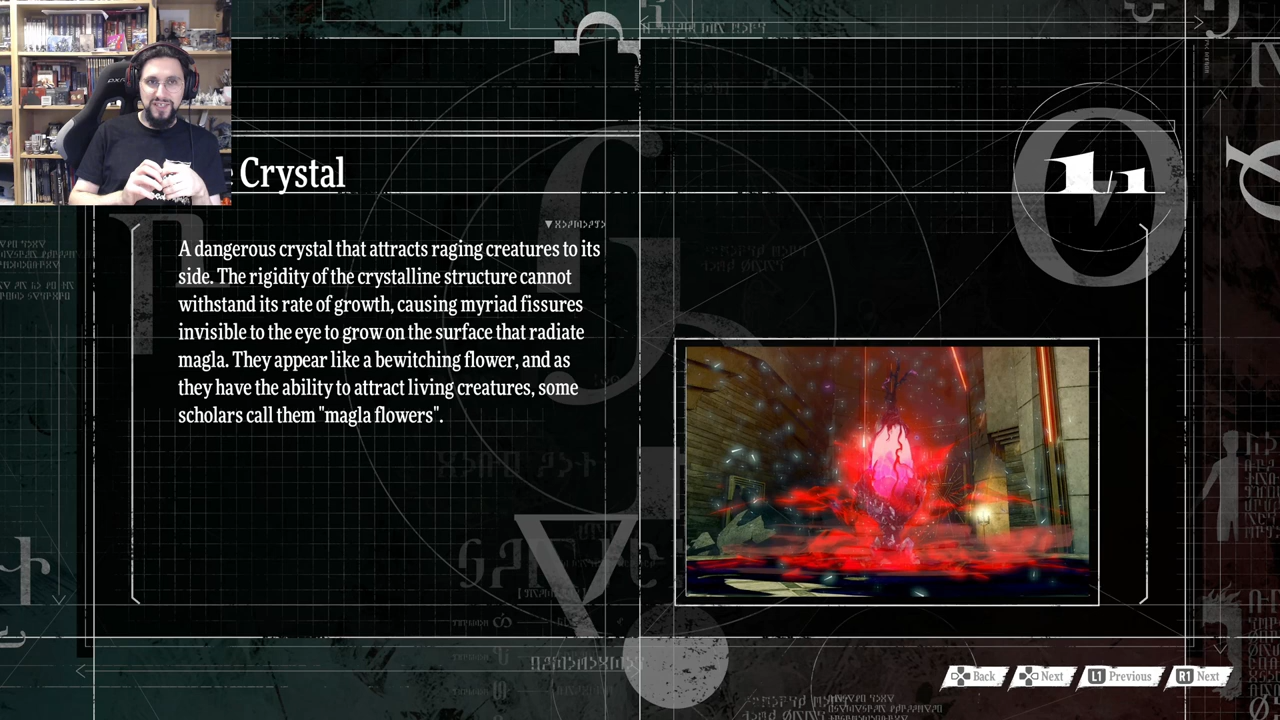 Crystal
1/1
A dangerous crystal that attracts raging creatures to its
side. The rigidity of the crystalline structure cannot
withstand its rate of growth, causing myriad fissures
invisible to the eye to grow on the surface that radiate
magla. They appear like a bewitching flower, and as
they have the ability to attract living creatures, some
scholars call them "magla flowers".
Back
Next
L1 Previous
R1 Next